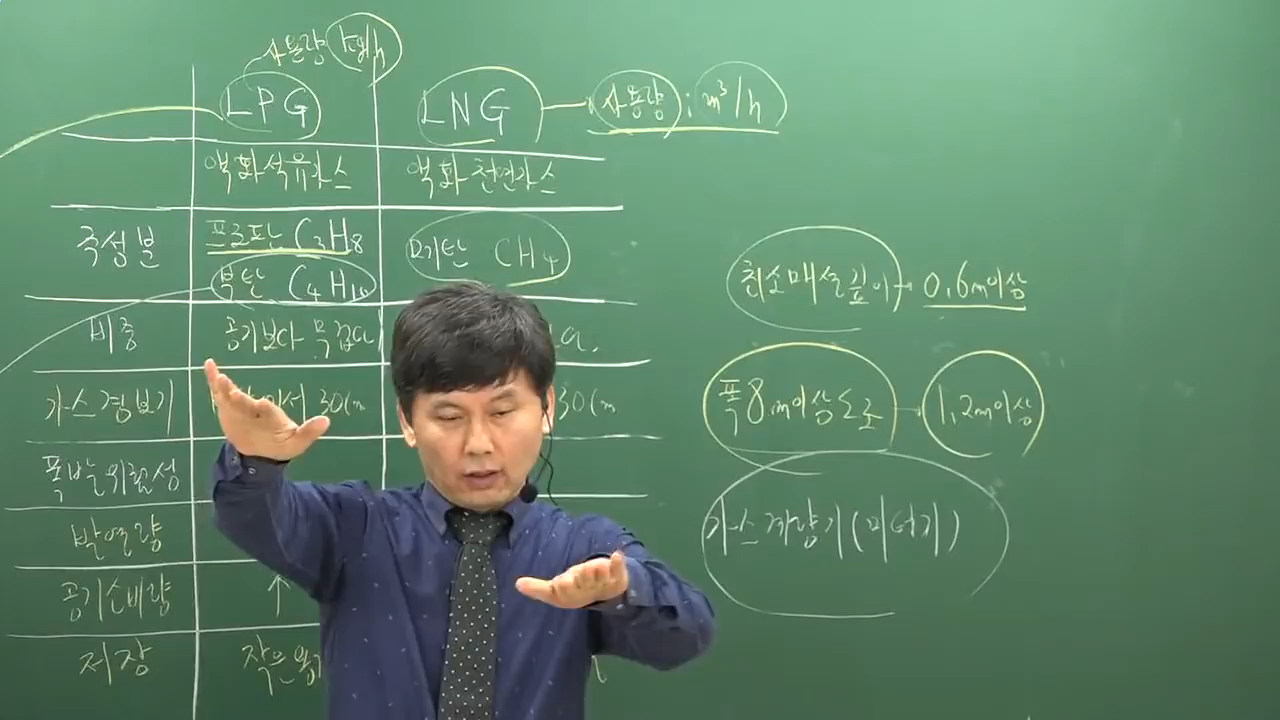 사용량 kg/h
LPG LNG 사용량 : m³/h
액화석유가스 액화천연가스
주성분 프로판 C₃H₈ 메탄 CH₄
부탄 C₄H₁₀
최소매설깊이 → 0.6m이상
비중 공기보다 무겁다 다.
가스경보기 30cm 30cm
폭 8m이상 도로 → 1.2m이상
폭발위험성
발열량
가스계량기(미터기)
공기소비량 ↑
저장 작은용기